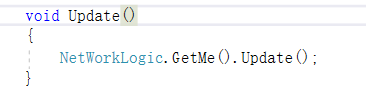 void Update()
{
    NetWorkLogic.GetMe().Update();
}